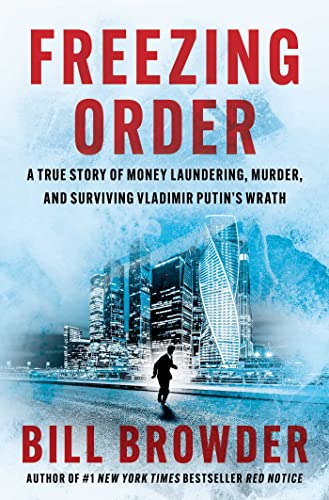 FREEZING
ORDER
A TRUE STORY OF MONEY LAUNDERING, MURDER,
AND SURVIVING VLADIMIR PUTIN'S WRATH
BILL BROWDER
AUTHOR OF #1 NEW YORK TIMES BESTSELLER RED NOTICE